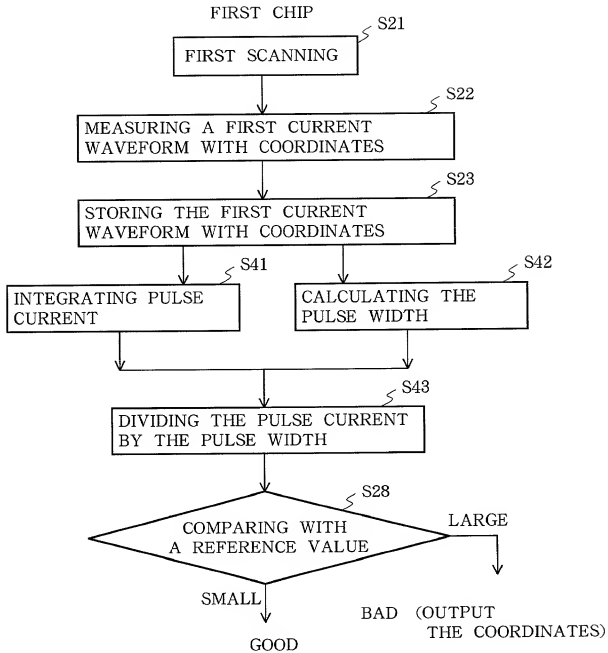 FIRST CHIP
S21
FIRST SCANNING
S22
MEASURING A FIRST CURRENT
WAVEFORM WITH COORDINATES
S23
STORING THE FIRST CURRENT
WAVEFORM WITH COORDINATES
S41
INTEGRATING PULSE
CURRENT
S42
CALCULATING THE
PULSE WIDTH
S43
DIVIDING THE PULSE CURRENT
BY THE PULSE WIDTH
S28
COMPARING WITH
A REFERENCE VALUE
LARGE
SMALL
BAD (OUTPUT
THE COORDINATES)
GOOD